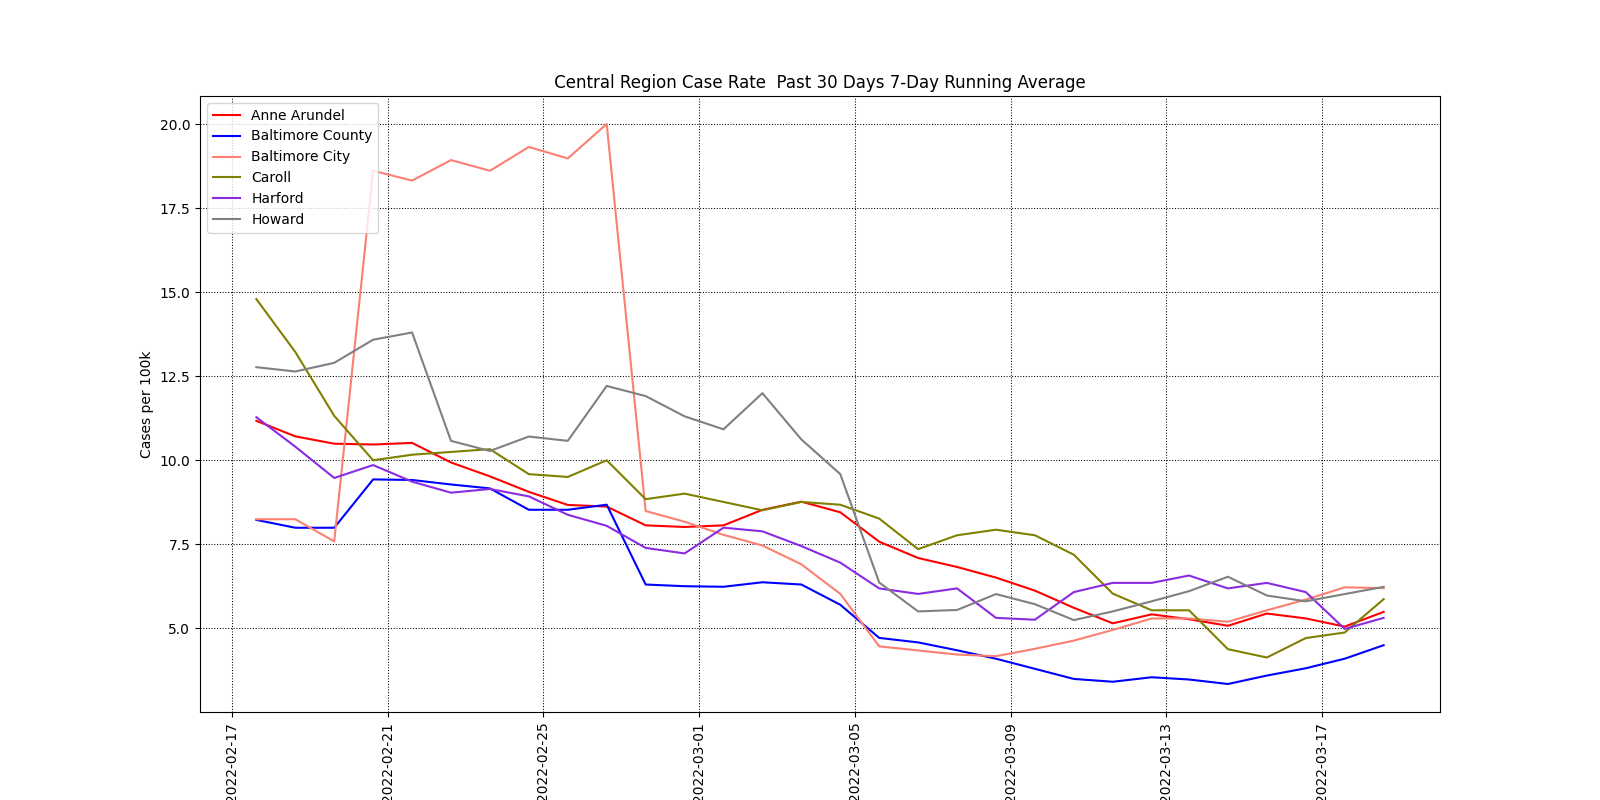 Central Region Case Rate  Past 30 Days 7-Day Running Average
Anne Arundel
Baltimore County
Baltimore City
Caroll
Harford
Howard
20.0
17.5
15.0
12.5
10.0
7.5
5.0
Cases per 100k
2022-02-17
2022-02-21
2022-02-25
2022-03-01
2022-03-05
2022-03-09
2022-03-13
2022-03-17